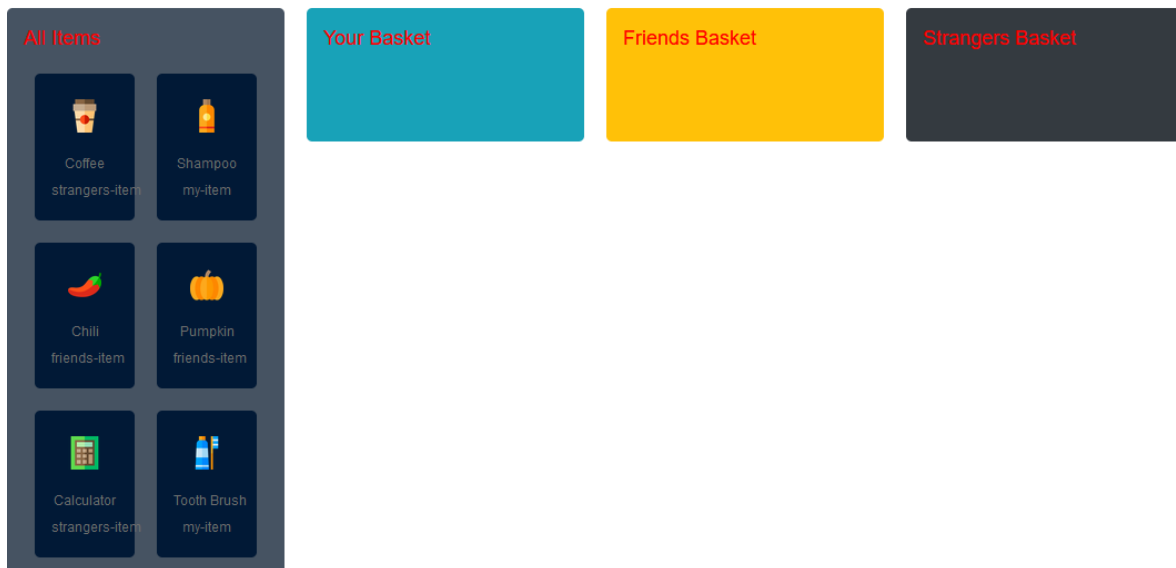 All Items
Your Basket
Friends Basket
Strangers Basket
Coffee
strangers-item
Shampoo
my-item
Chili
friends-item
Pumpkin
friends-item
Calculator
strangers-item
Tooth Brush
my-item